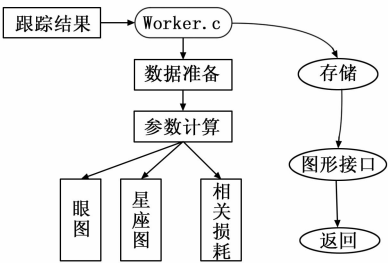 跟踪结果
Worker.c
数据准备
存储
参数计算
图形接口
眼图
星座图
相关损耗
返回